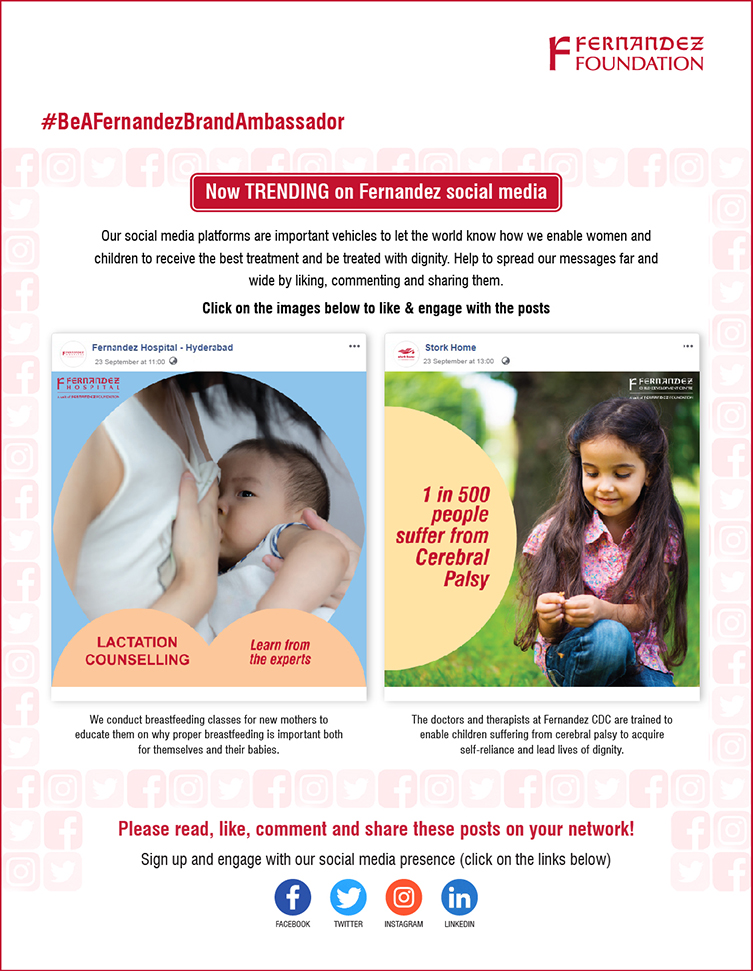 FERNANDEZ
FOUNDATION
#BeAFernandezBrandAmbassador
Now TRENDING on Fernandez social media
Our social media platforms are important vehicles to let the world know how we enable women and
children to receive the best treatment and be treated with dignity. Help to spread our messages far and
wide by liking, commenting and sharing them.
Click on the images below to like & engage with the posts
Fernandez Hospital - Hyderabad
23 September at 11:00
FERNANDEZ
HOSPITAL
LACTATION
COUNSELLING
Learn from
the experts
We conduct breastfeeding classes for new mothers to
educate them on why proper breastfeeding is important both
for themselves and their babies.
Stork Home
23 September at 13:00
FERNANDEZ
CHILD DEVELOPMENT CENTRE
1 in 500
people
suffer from
Cerebral
Palsy
The doctors and therapists at Fernandez CDC are trained to
enable children suffering from cerebral palsy to acquire
self-reliance and lead lives of dignity.
Please read, like, comment and share these posts on your network!
Sign up and engage with our social media presence (click on the links below)
FACEBOOK TWITTER INSTAGRAM LINKEDIN